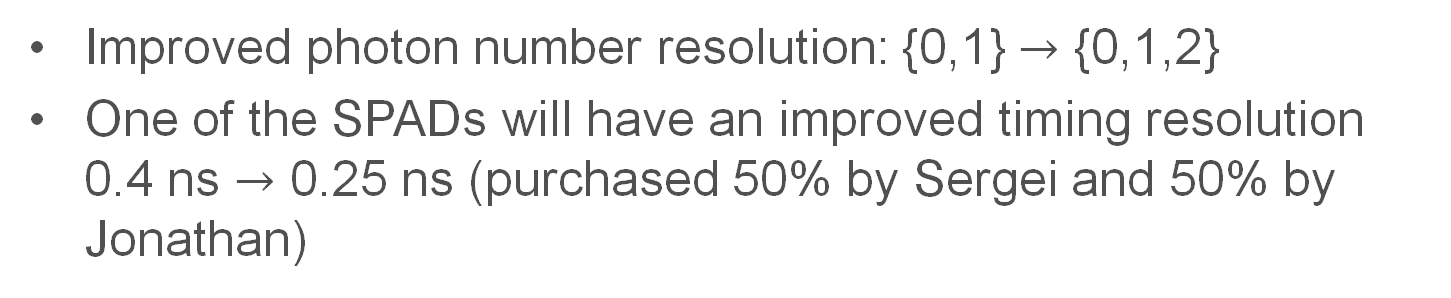 • Improved photon number resolution: {0,1} → {0,1,2}
• One of the SPADs will have an improved timing resolution
0.4 ns → 0.25 ns (purchased 50% by Sergei and 50% by
Jonathan)